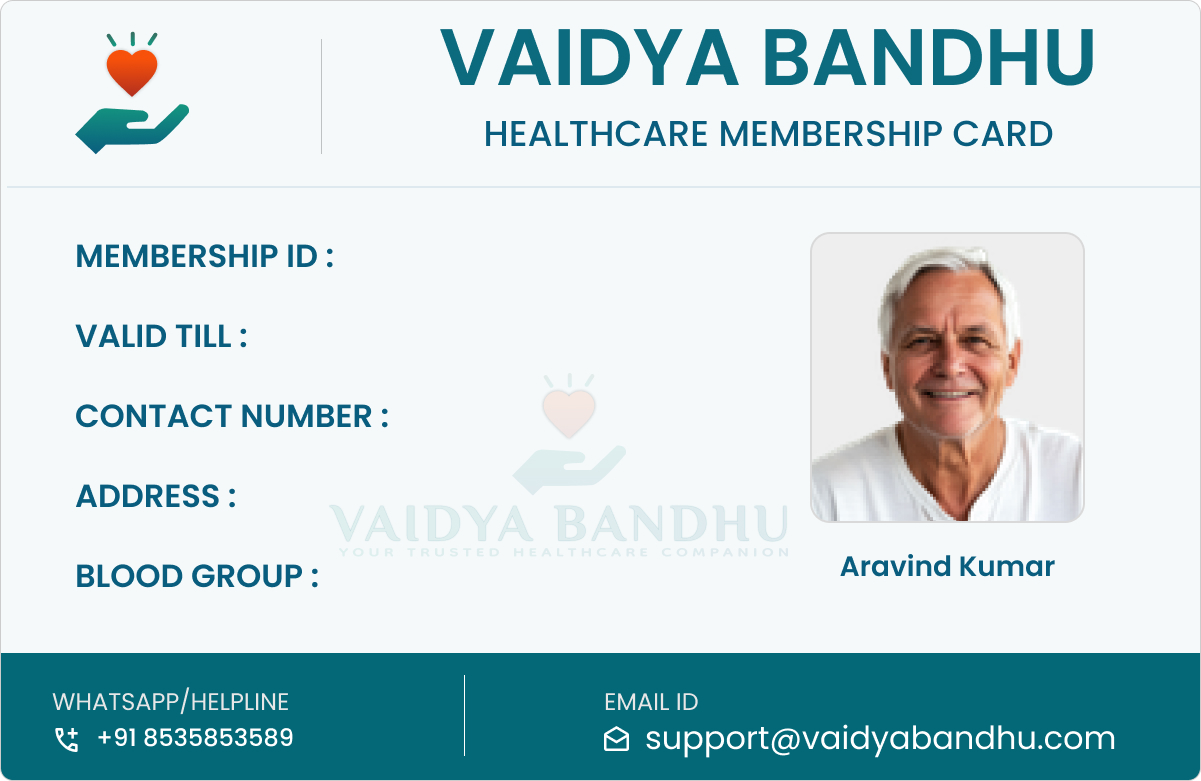 VAIDYA BANDHU
HEALTHCARE MEMBERSHIP CARD
MEMBERSHIP ID :
VALID TILL :
CONTACT NUMBER :
ADDRESS :
BLOOD GROUP :
VAIDYA BANDHU
YOUR TRUSTED HEALTHCARE COMPANION
Aravind Kumar
WHATSAPP/HELPLINE
+91 8535853589
EMAIL ID
support@vaidyabandhu.com